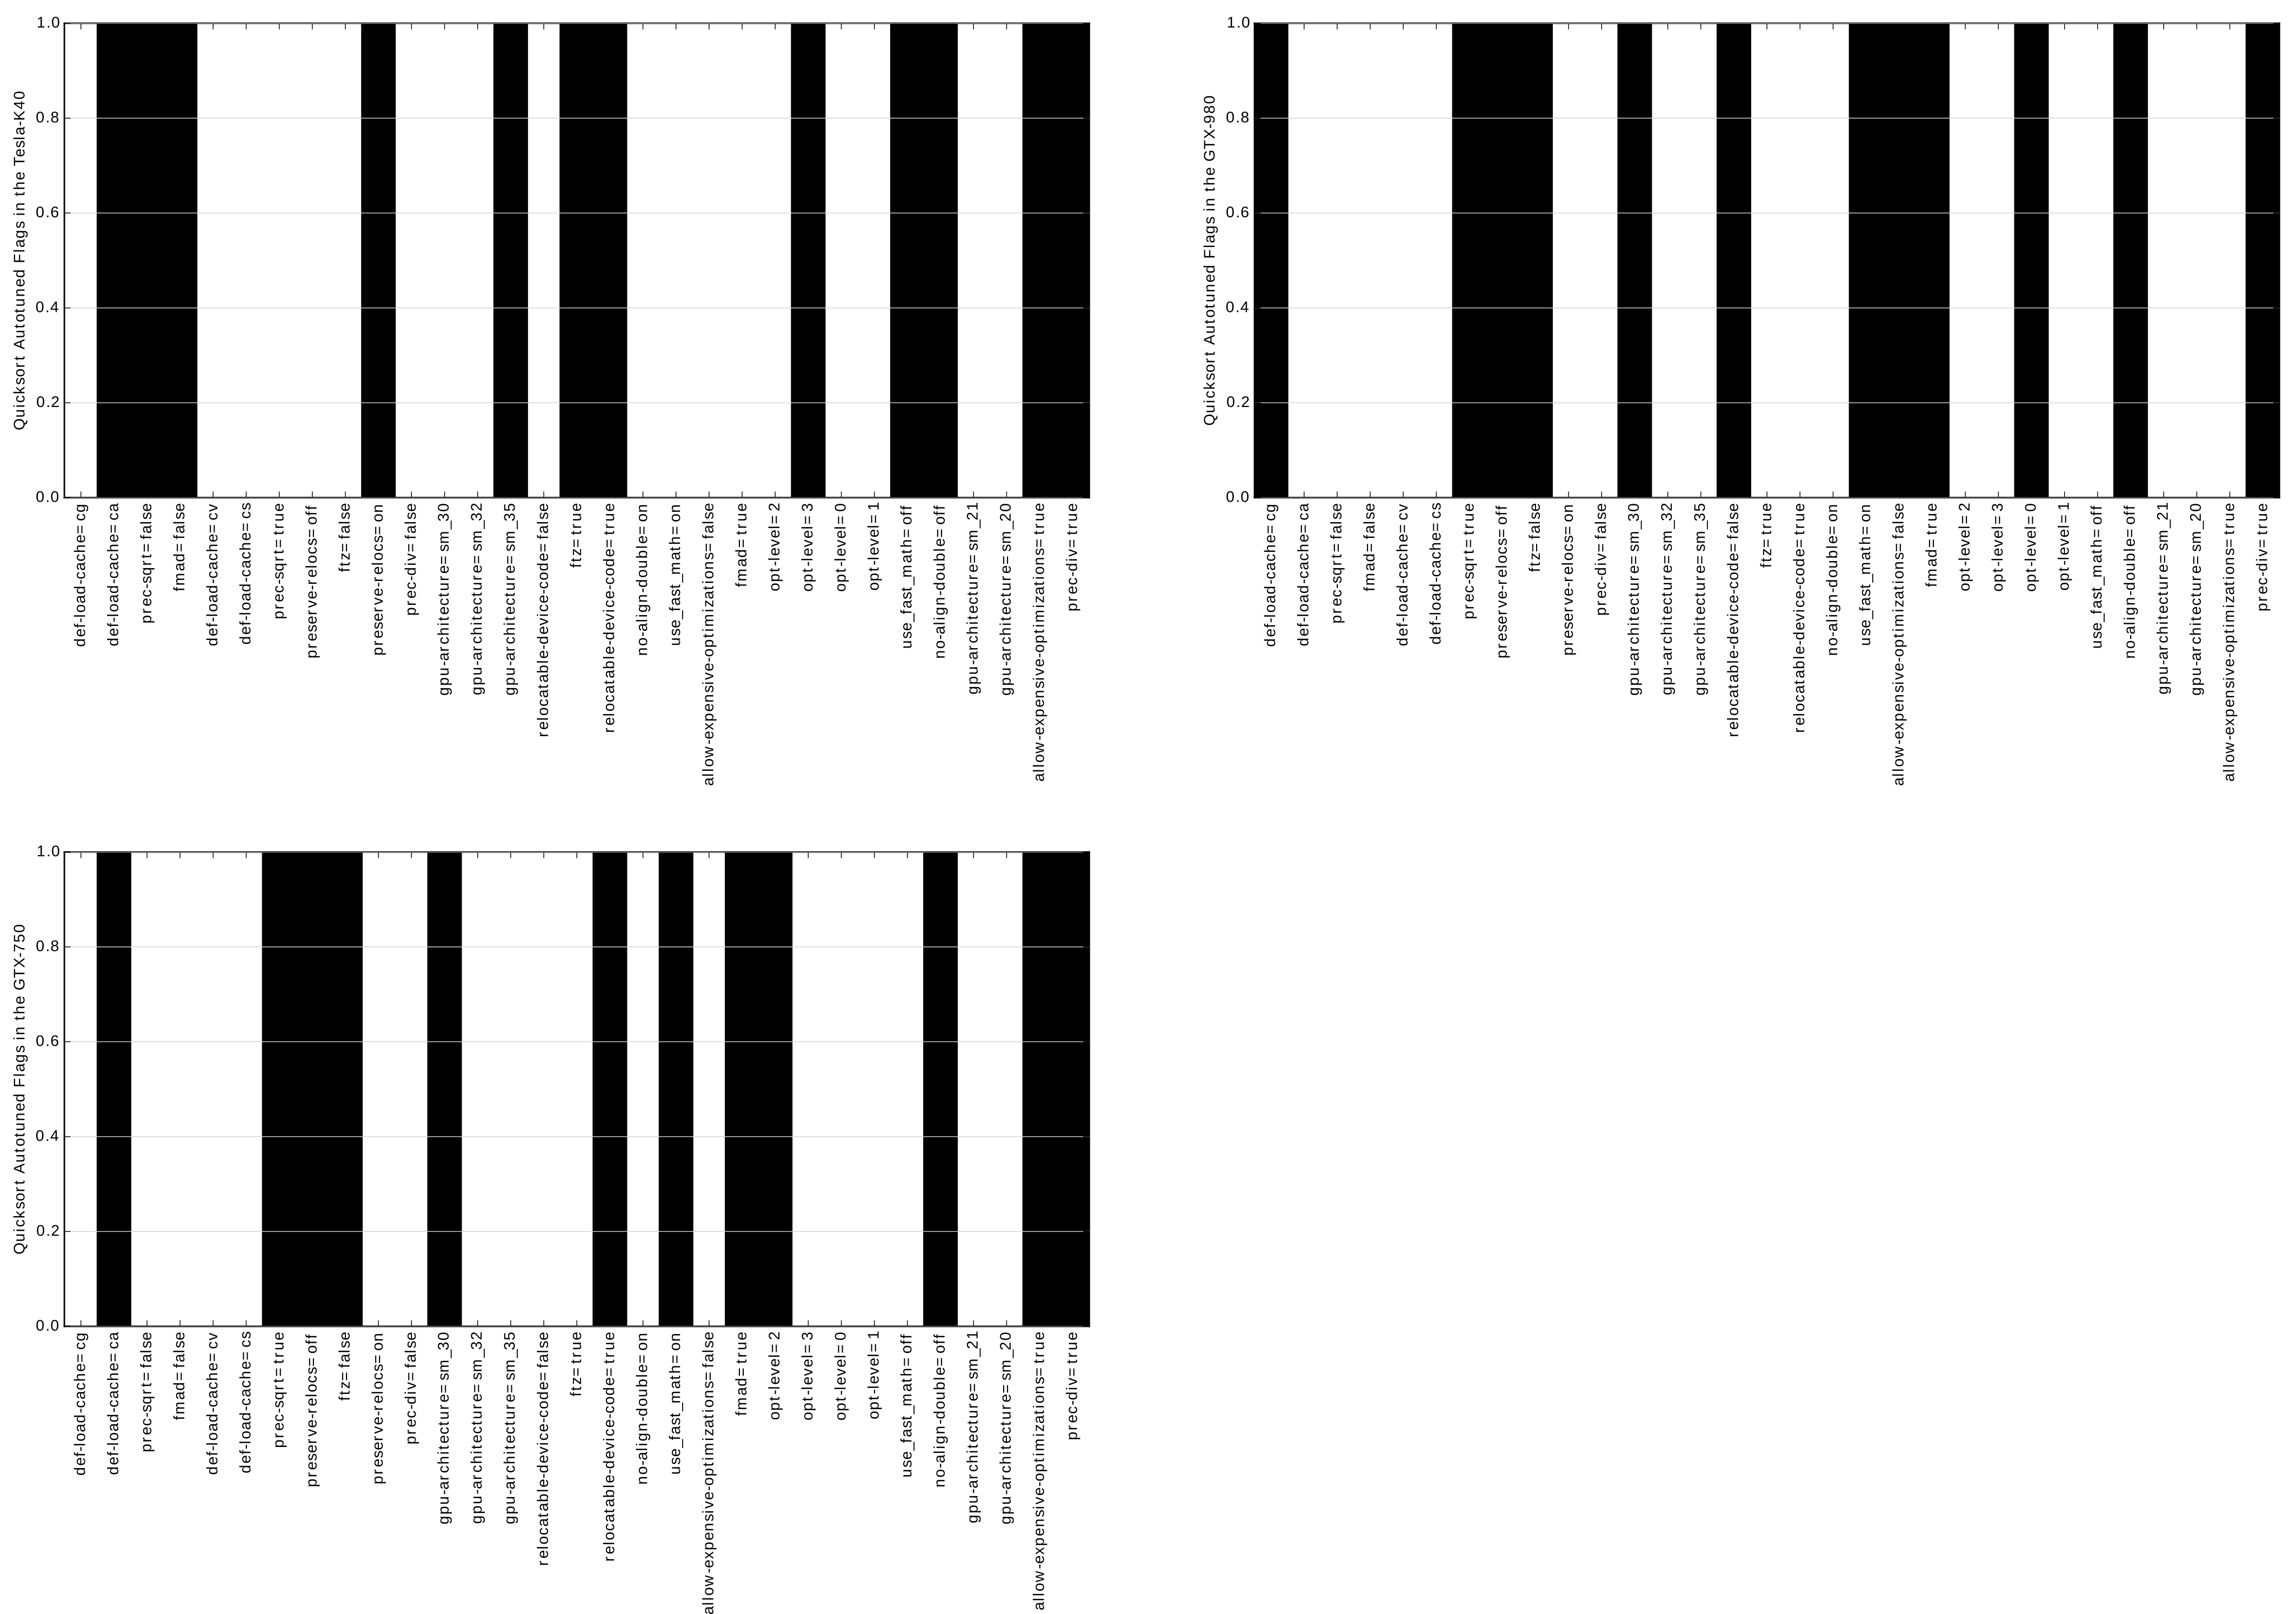 Quicksort Autotuned Flags in the Tesla-K40
1.0
0.8
0.6
0.4
0.2
0.0
def-load-cache=cg
def-load-cache=ca
prec-sqrt=false
fmad=false
def-load-cache=cv
def-load-cache=cs
prec-sqrt=true
preserve-relocs=off
ftz=false
preserve-relocs=on
prec-div=false
gpu-architecture=sm_30
gpu-architecture=sm_32
gpu-architecture=sm_35
relocatable-device-code=false
ftz=true
relocatable-device-code=true
no-align-double=on
use_fast_math=on
allow-expensive-optimizations=false
fmad=true
opt-level=2
opt-level=3
opt-level=0
opt-level=1
use_fast_math=off
no-align-double=off
gpu-architecture=sm_21
gpu-architecture=sm_20
allow-expensive-optimizations=true
prec-div=true
Quicksort Autotuned Flags in the GTX-980
1.0
0.8
0.6
0.4
0.2
0.0
def-load-cache=cg
def-load-cache=ca
prec-sqrt=false
fmad=false
def-load-cache=cv
def-load-cache=cs
prec-sqrt=true
preserve-relocs=off
ftz=false
preserve-relocs=on
prec-div=false
gpu-architecture=sm_30
gpu-architecture=sm_32
gpu-architecture=sm_35
relocatable-device-code=false
ftz=true
relocatable-device-code=true
no-align-double=on
use_fast_math=on
allow-expensive-optimizations=false
fmad=true
opt-level=2
opt-level=3
opt-level=0
opt-level=1
use_fast_math=off
no-align-double=off
gpu-architecture=sm_21
gpu-architecture=sm_20
allow-expensive-optimizations=true
prec-div=true
Quicksort Autotuned Flags in the GTX-750
1.0
0.8
0.6
0.4
0.2
0.0
def-load-cache=cg
def-load-cache=ca
prec-sqrt=false
fmad=false
def-load-cache=cv
def-load-cache=cs
prec-sqrt=true
preserve-relocs=off
ftz=false
preserve-relocs=on
prec-div=false
gpu-architecture=sm_30
gpu-architecture=sm_32
gpu-architecture=sm_35
relocatable-device-code=false
ftz=true
relocatable-device-code=true
no-align-double=on
use_fast_math=on
allow-expensive-optimizations=false
fmad=true
opt-level=2
opt-level=3
opt-level=0
opt-level=1
use_fast_math=off
no-align-double=off
gpu-architecture=sm_21
gpu-architecture=sm_20
allow-expensive-optimizations=true
prec-div=true